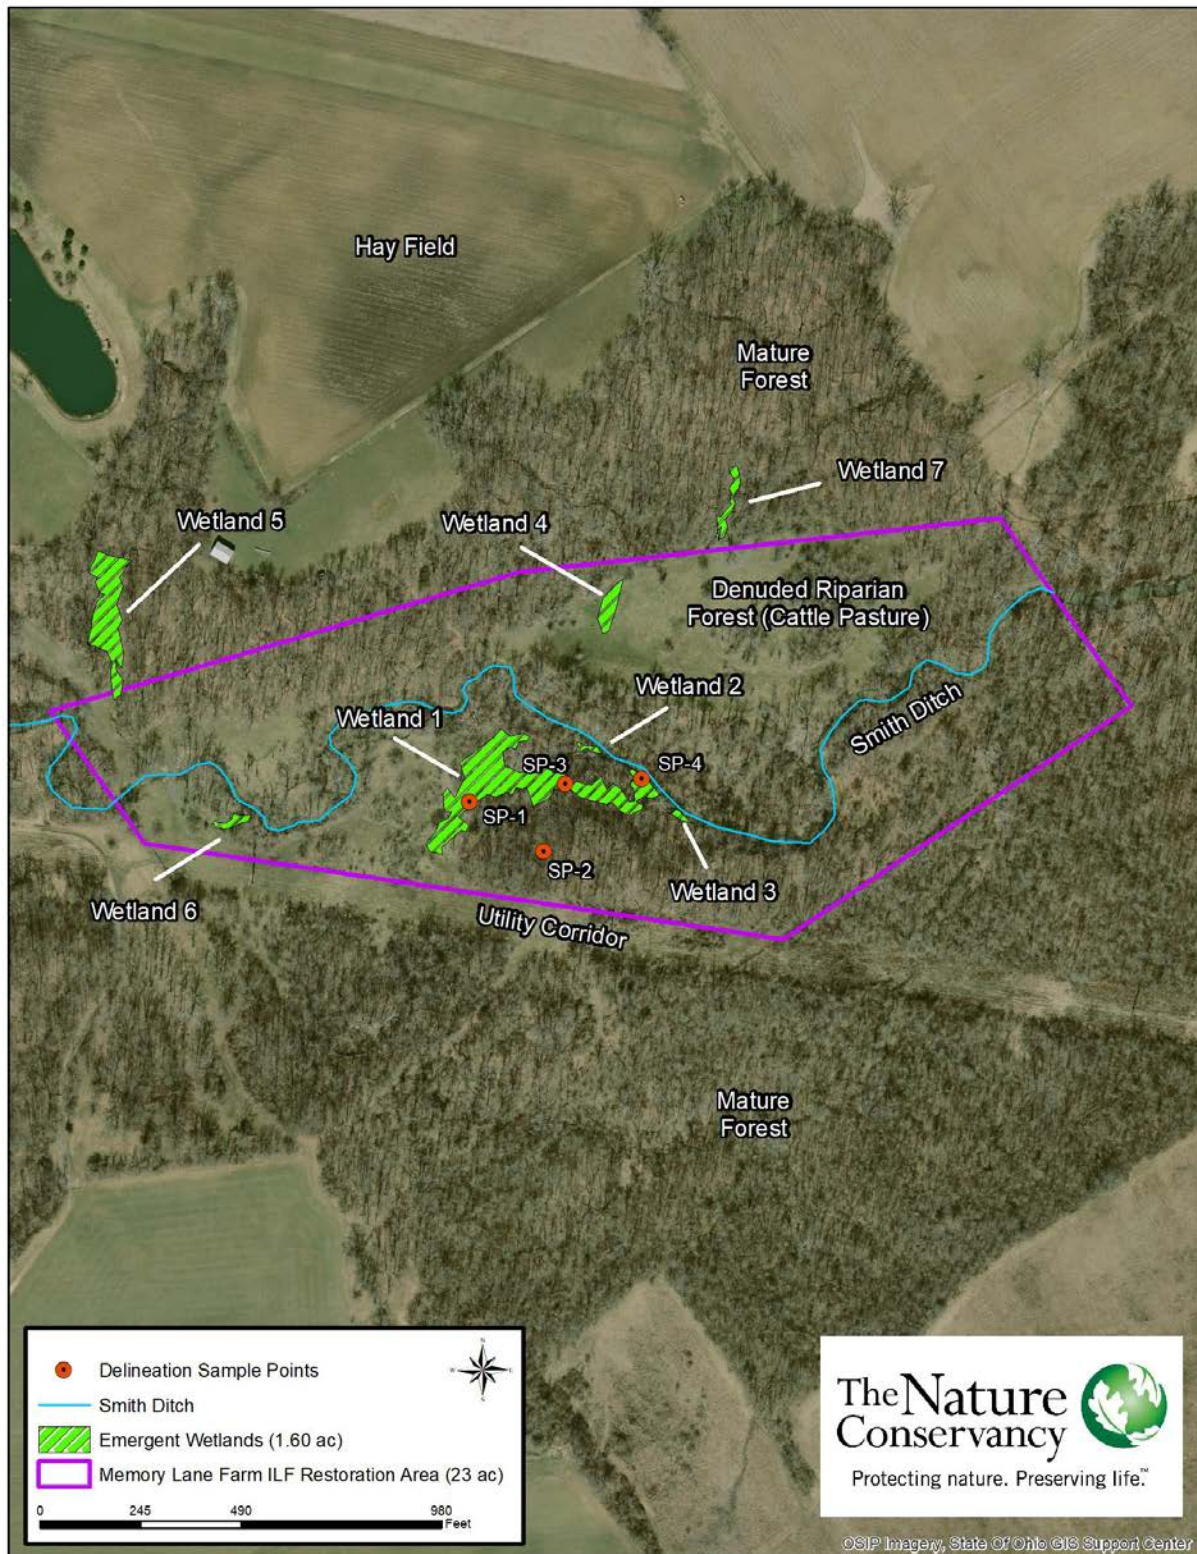 Hay Field
Mature
Forest
Wetland 7
Wetland 5
Wetland 4
Denuded Riparian
Forest (Cattle Pasture)
Wetland 2
Wetland 1
Smith Ditch
SP-3
SP-4
SP-1
SP-2
Wetland 3
Wetland 6
Utility Corridor
Mature
Forest
N
W E
S
Delineation Sample Points
Smith Ditch
Emergent Wetlands (1.60 ac)
Memory Lane Farm ILF Restoration Area (23 ac)
0 245 490 980
Feet
The Nature
Conservancy
Protecting nature. Preserving life.™
OSIP Imagery, State Of Ohio GIS Support Center